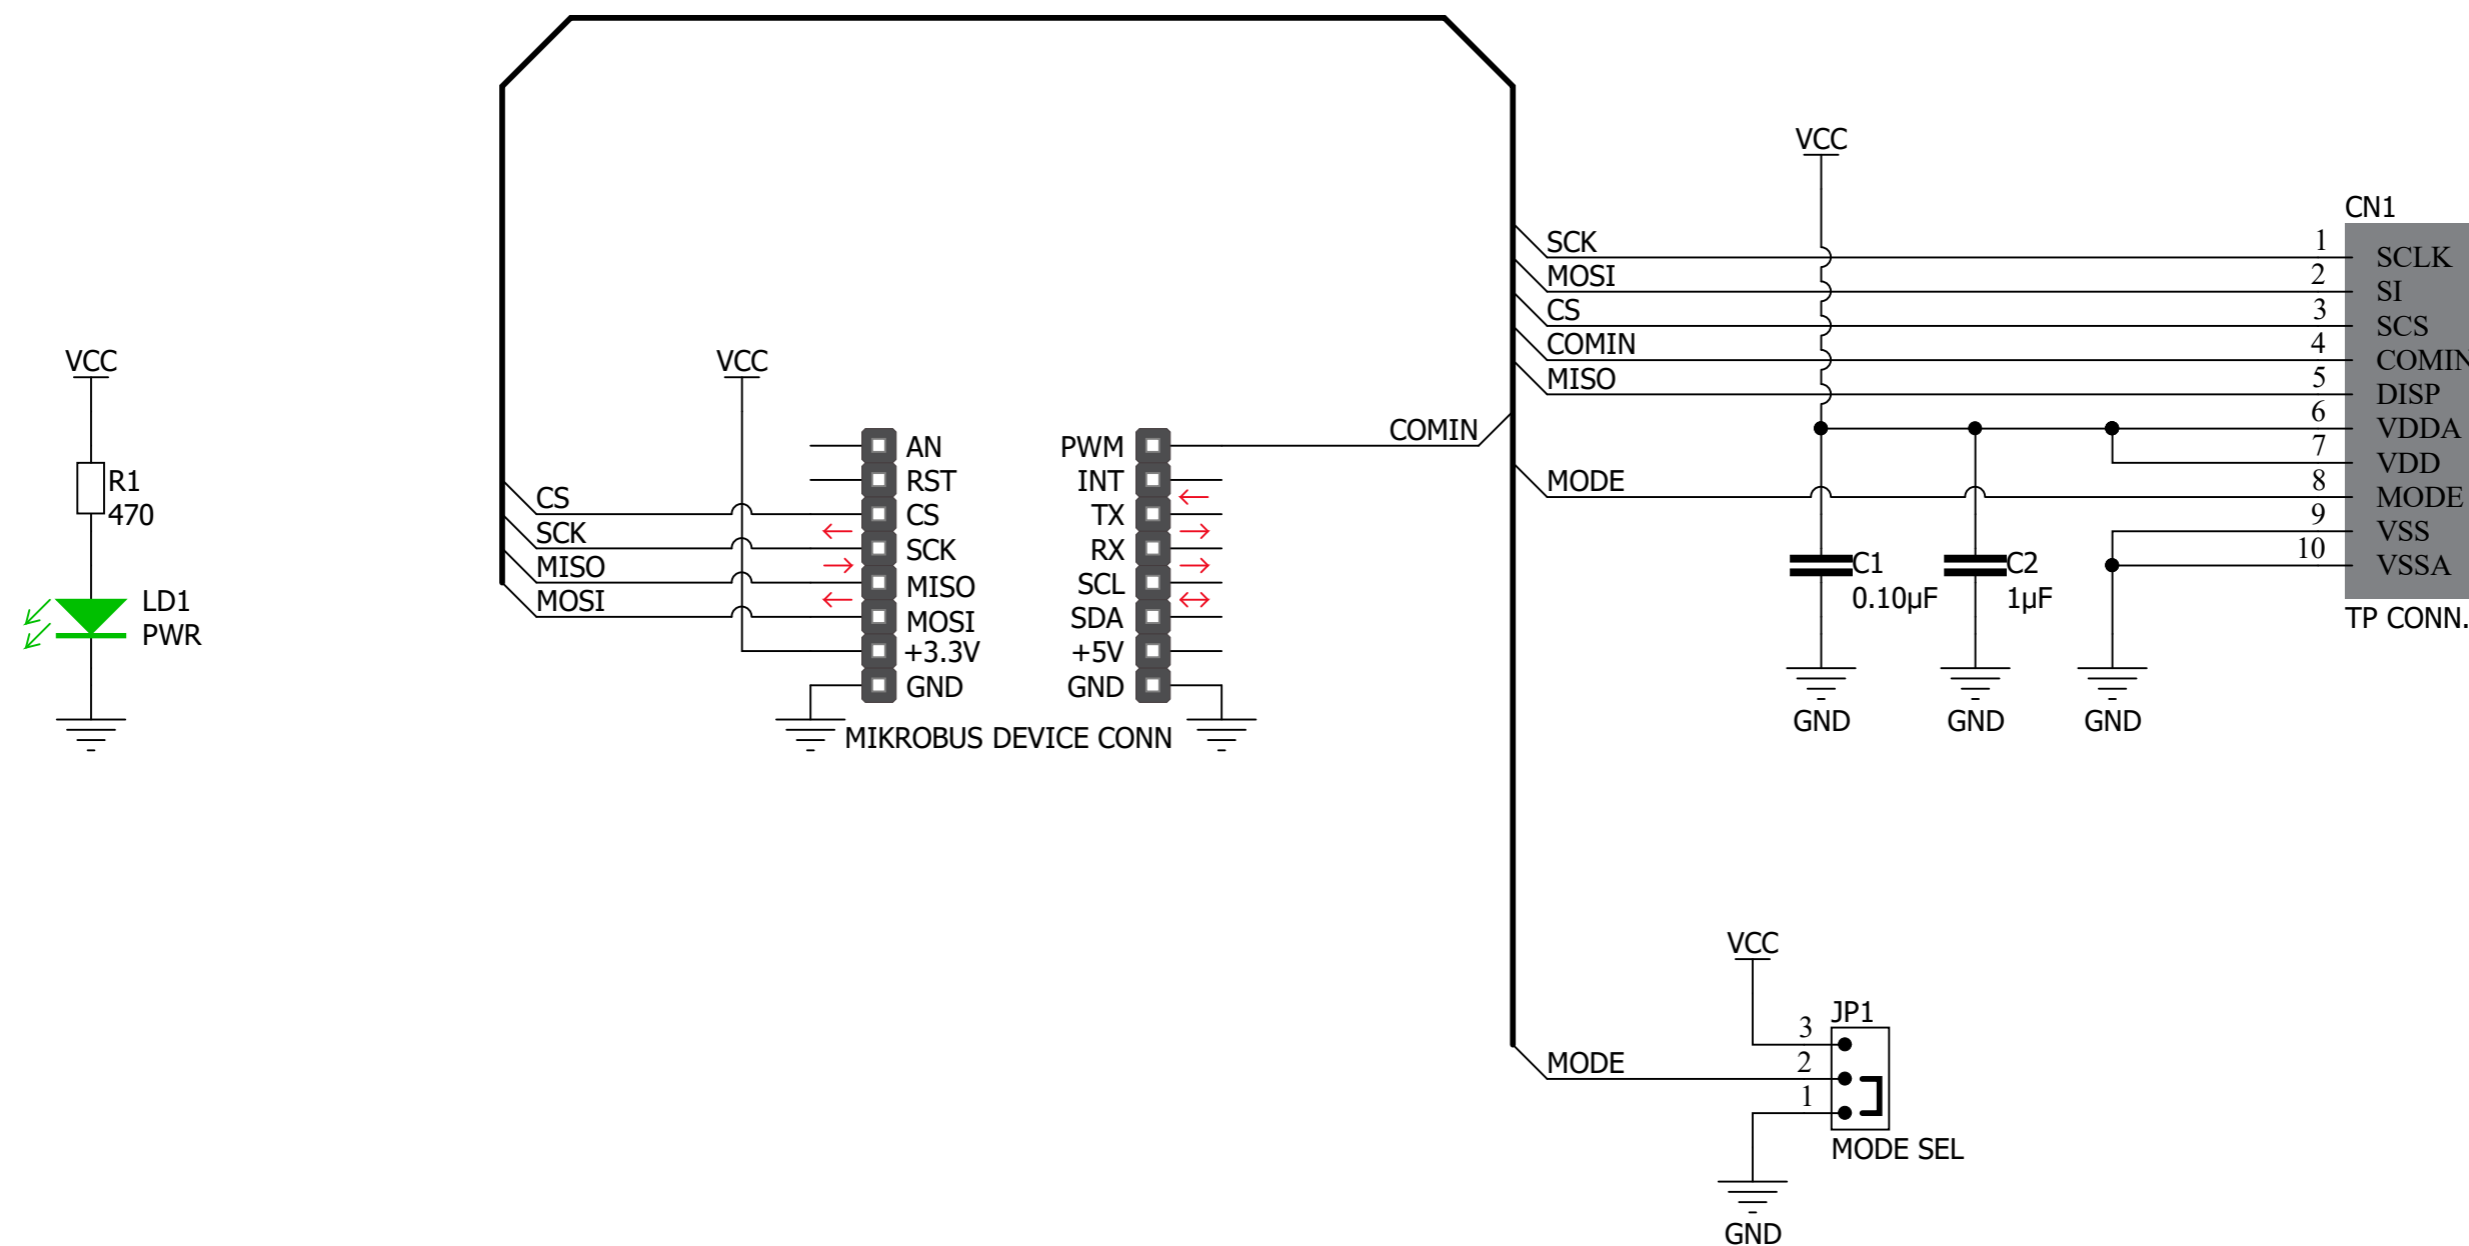 VCC
R1
470
LD1
PWR
VCC
CS
SCK
MISO
MOSI
AN
RST
CS
SCK
MISO
MOSI
+3.3V
GND
PWM
INT
TX
RX
SCL
SDA
+5V
GND
MIKROBUS DEVICE CONN
COMIN
VCC
SCK
MOSI
CS
COMIN
MISO
MODE
CN1
1 SCLK
2 SI
3 SCS
4 COMIN
5 DISP
6 VDDA
7 VDD
8 MODE
9 VSS
10 VSSA
TP CONN.
C1
0.10µF
C2
1µF
GND
GND
GND
VCC
JP1
3
2
1
MODE
MODE SEL
GND